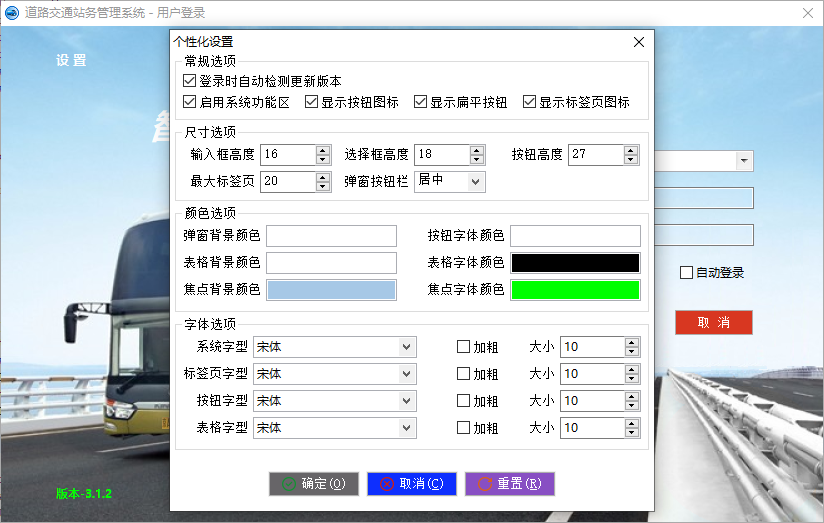 道路交通站务管理系统 - 用户登录
设 置
个性化设置
常规选项
登录时自动检测更新版本
启用系统功能区 显示按钮图标 显示扁平按钮 显示标签页图标
尺寸选项
输入框高度 16 选择框高度 18 按钮高度 27
最大标签页 20 弹窗按钮栏 居中
颜色选项
弹窗背景颜色 按钮字体颜色
表格背景颜色 表格字体颜色
焦点背景颜色 焦点字体颜色
字体选项
系统字型 宋体 加粗 大小 10
标签页字型 宋体 加粗 大小 10
按钮字型 宋体 加粗 大小 10
表格字型 宋体 加粗 大小 10
确定(O) 取消(C) 重置(R)
自动登录
取 消
版本-3.1.2